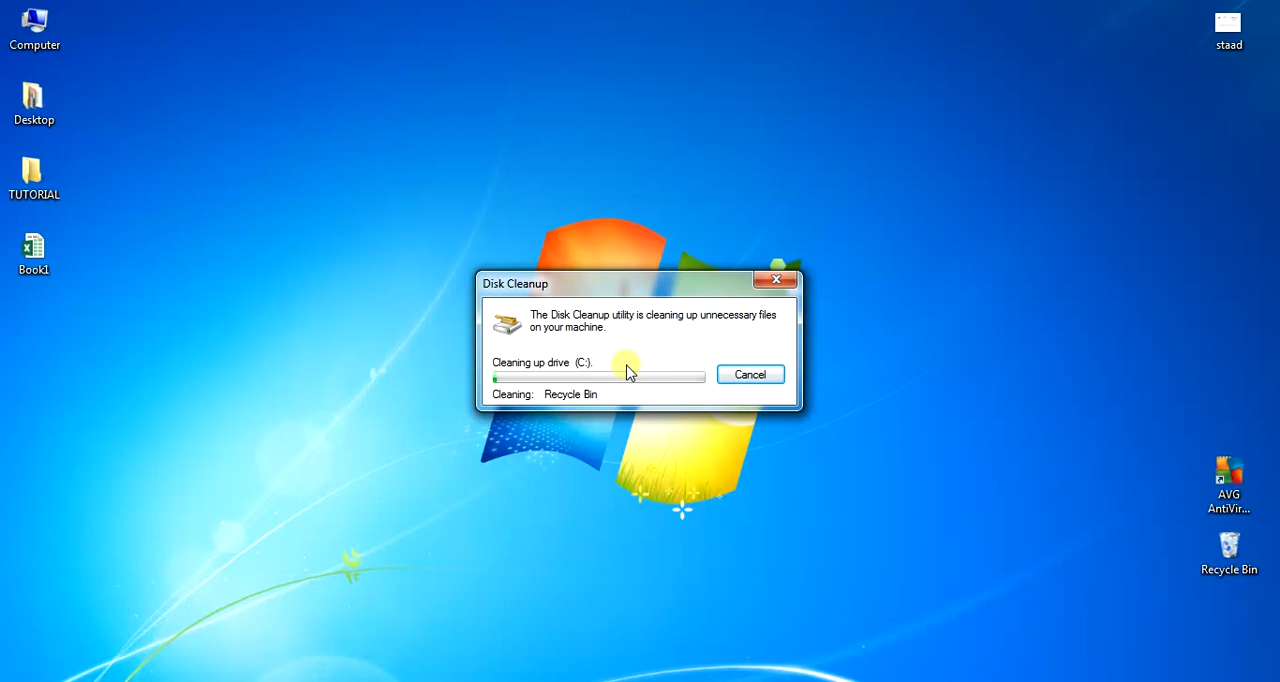 Computer
Desktop
TUTORIAL
Book1
Disk Cleanup
The Disk Cleanup utility is cleaning up unnecessary files
on your machine.
Cleaning up drive (C:).
Cancel
Cleaning: Recycle Bin
staad
AVG
AntiVir...
Recycle Bin